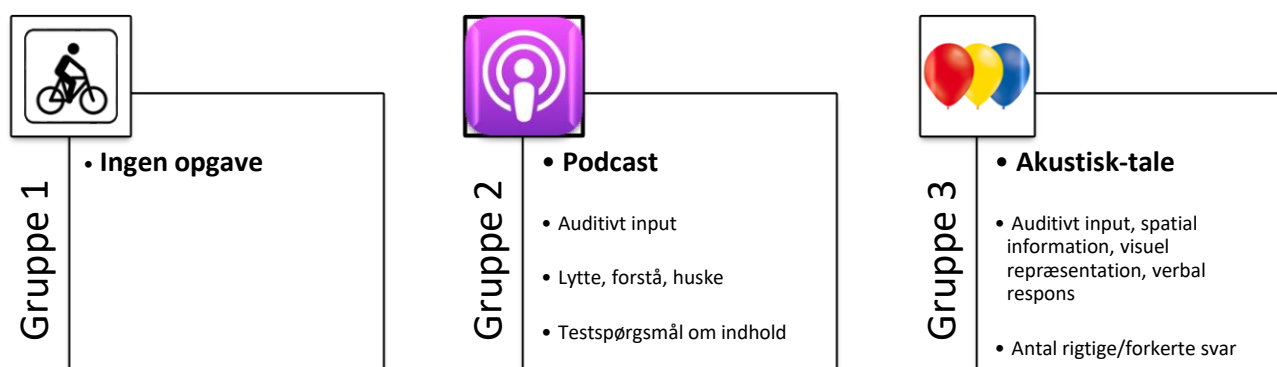 Gruppe 1
• Ingen opgave
Gruppe 2
• Podcast
• Auditivt input
• Lytte, forstå, huske
• Testspørgsmål om indhold
Gruppe 3
• Akustisk-tale
• Auditivt input, spatial
information, visuel
repræsentation, verbal
respons
• Antal rigtige/forkerte svar